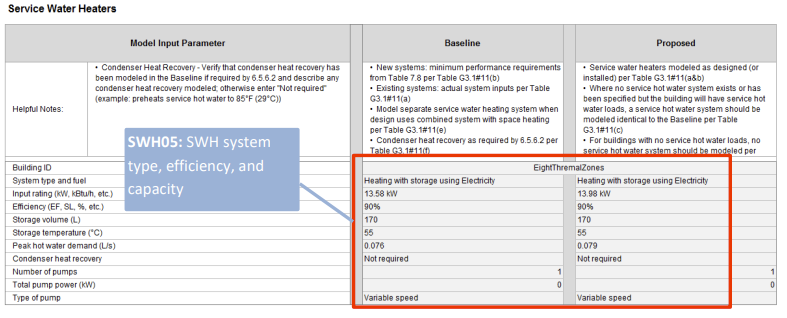 Service Water Heaters
Model Input Parameter
Baseline
Proposed
Helpful Notes:
• Condenser Heat Recovery - Verify that condenser heat recovery has
been modeled in the Baseline if required by 6.5.6.2 and describe any
condenser heat recovery modeled; otherwise enter "Not required"
(example: preheats service hot water to 85°F (29°C))
• New systems: minimum performance requirements
from Table 7.8 per Table G3.1#11(b)
• Existing systems: actual system inputs per Table
G3.1#11(a)
• Model separate service water heating system when
design uses combined system with space heating
per Table G3.1#11(e)
• Condenser heat recovery as required by 6.5.6.2 per
Table G3.1#11(f)
• Service water heaters modeled as designed (or
installed) per Table G3.1#11(a&b)
• Where no service hot water system exists or has
been specified but the building will have service hot
water loads, a service hot water system should be
modeled identical to the Baseline per Table
G3.1#11(c)
• For buildings with no service hot water loads, no
service hot water system should be modeled per
SWH05: SWH system
type, efficiency, and
capacity
Building ID EightThremalZones
System type and fuel Heating with storage using Electricity Heating with storage using Electricity
Input rating (kW, kBtu/h, etc.) 13.58 kW 13.98 kW
Efficiency (EF, SL, %, etc.) 90% 90%
Storage volume (L) 170 170
Storage temperature (°C) 55 55
Peak hot water demand (L/s) 0.076 0.079
Condenser heat recovery Not required Not required
Number of pumps 1 1
Total pump power (kW) 0 0
Type of pump Variable speed Variable speed